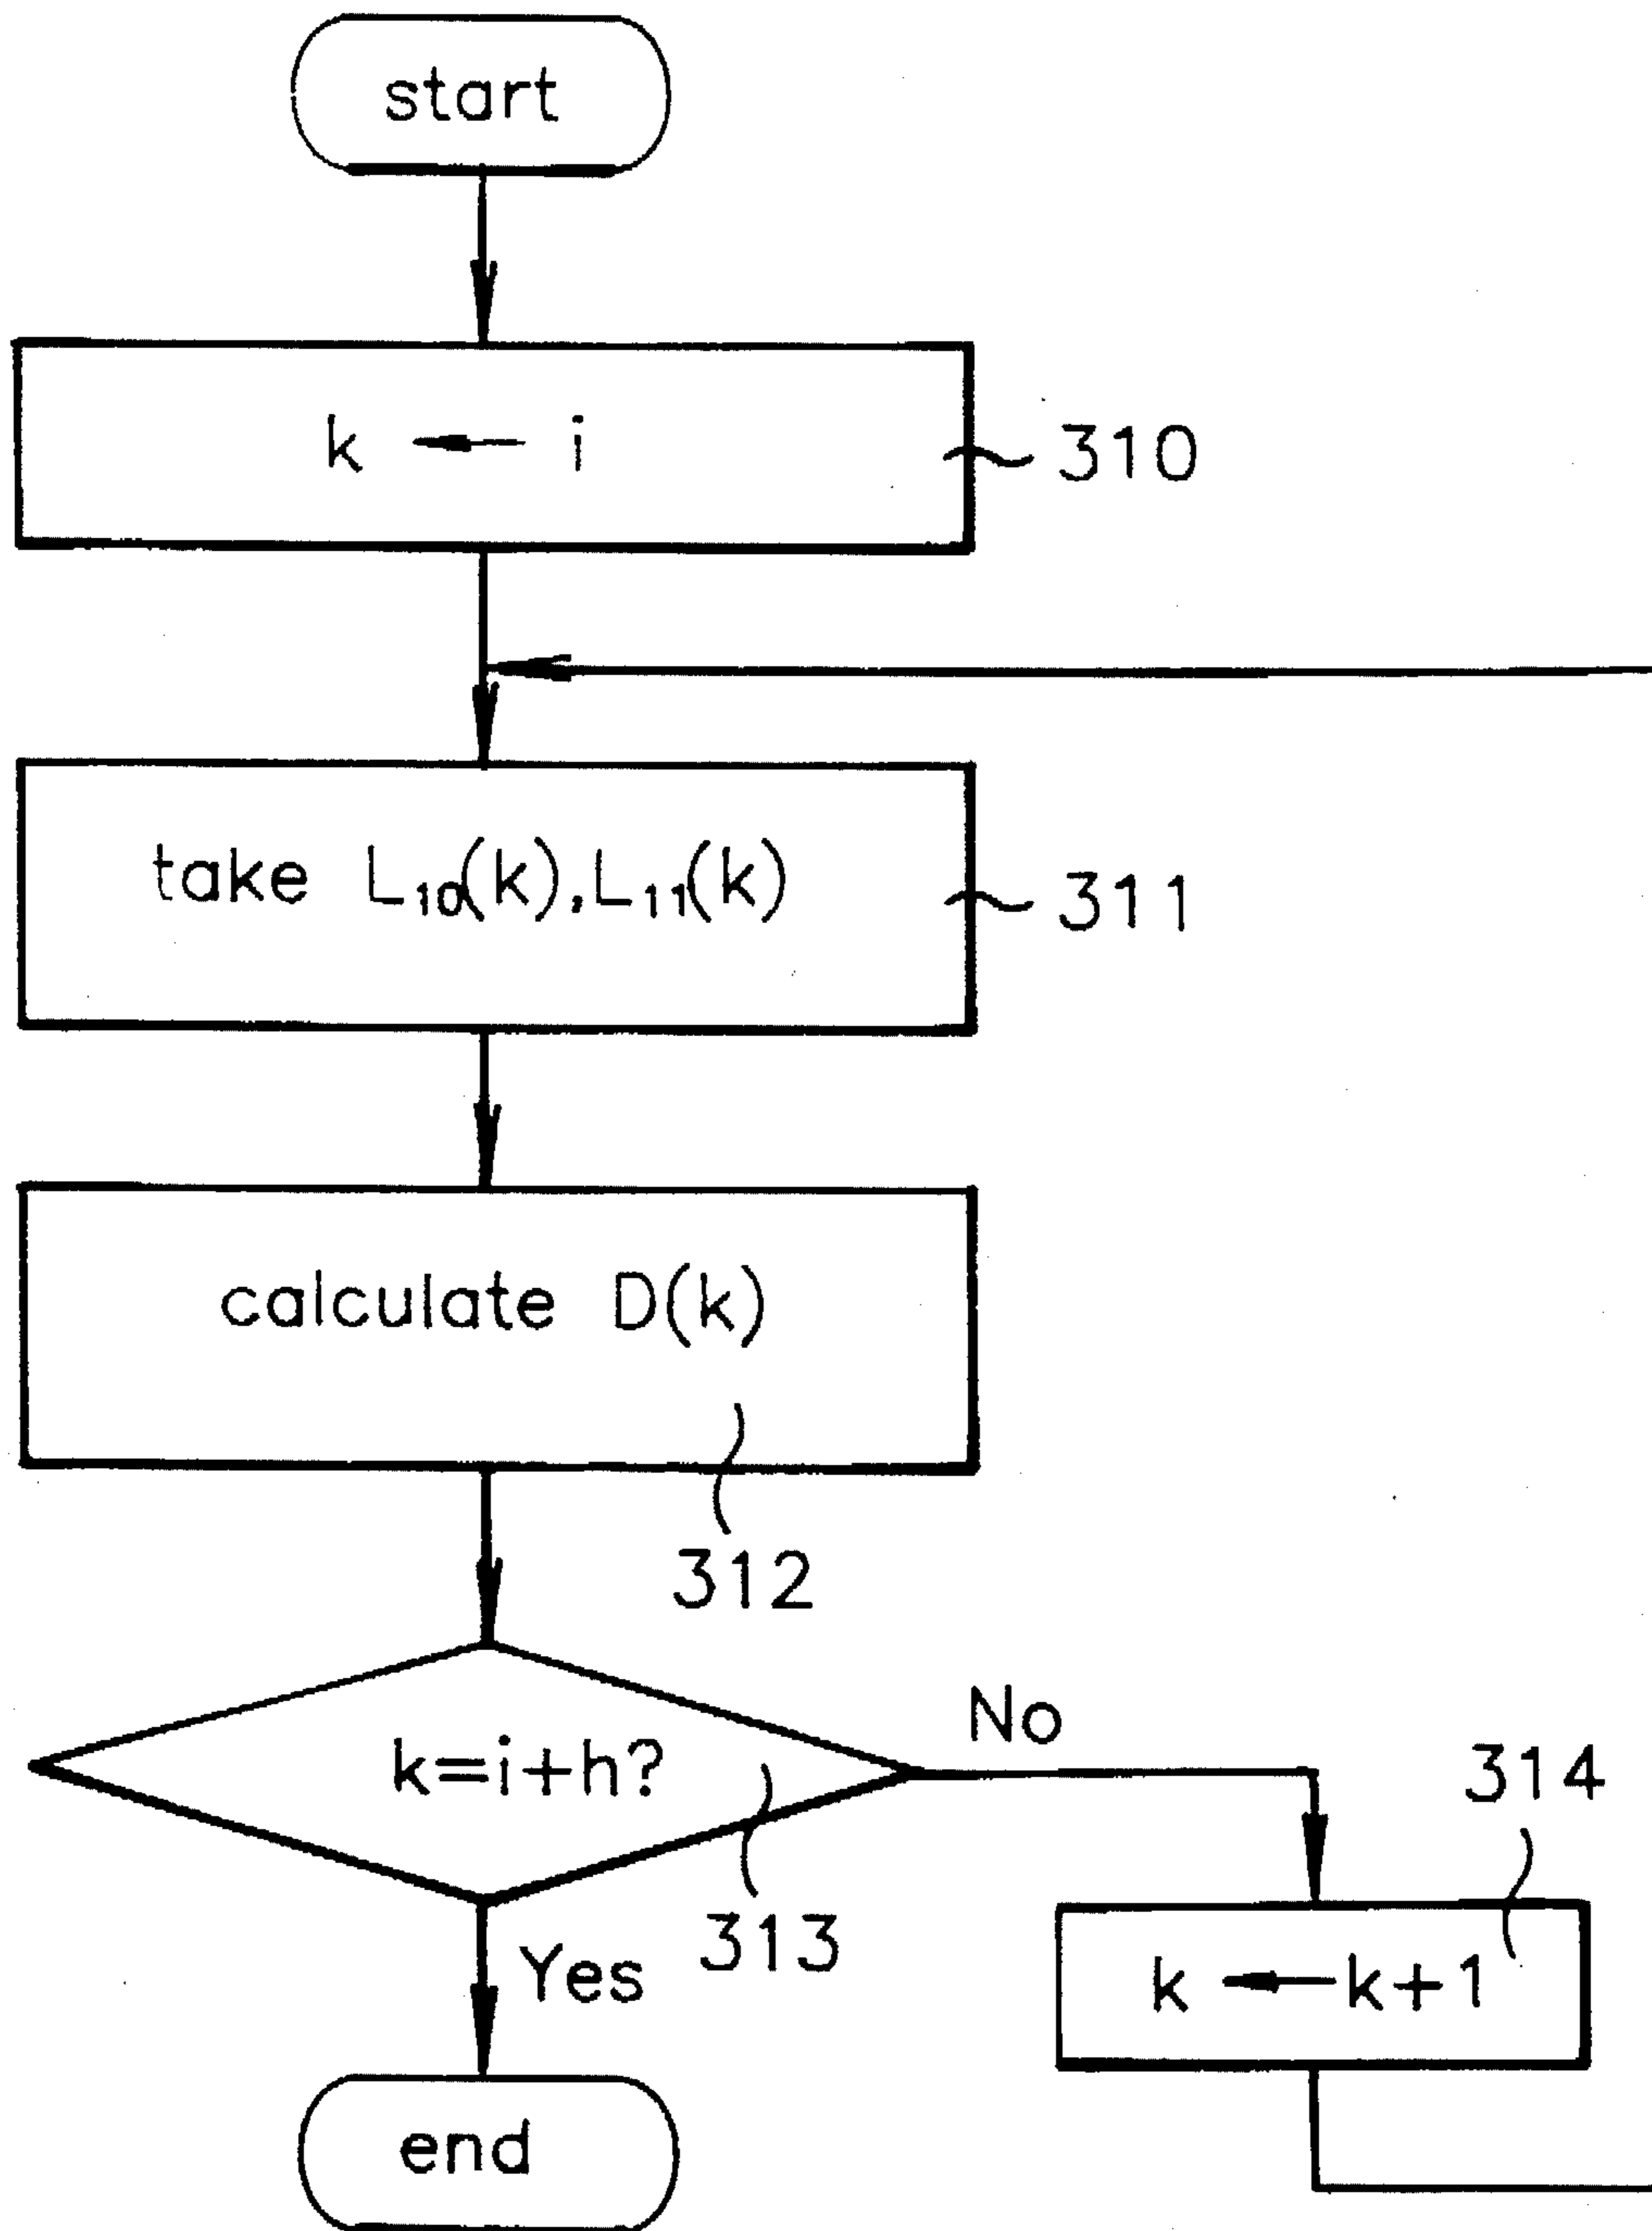 start
k ← i
310
take L₁₀(k),L₁₁(k)
311
calculate D(k)
312
k=i+h?
No
313
314
Yes
k ← k+1
end